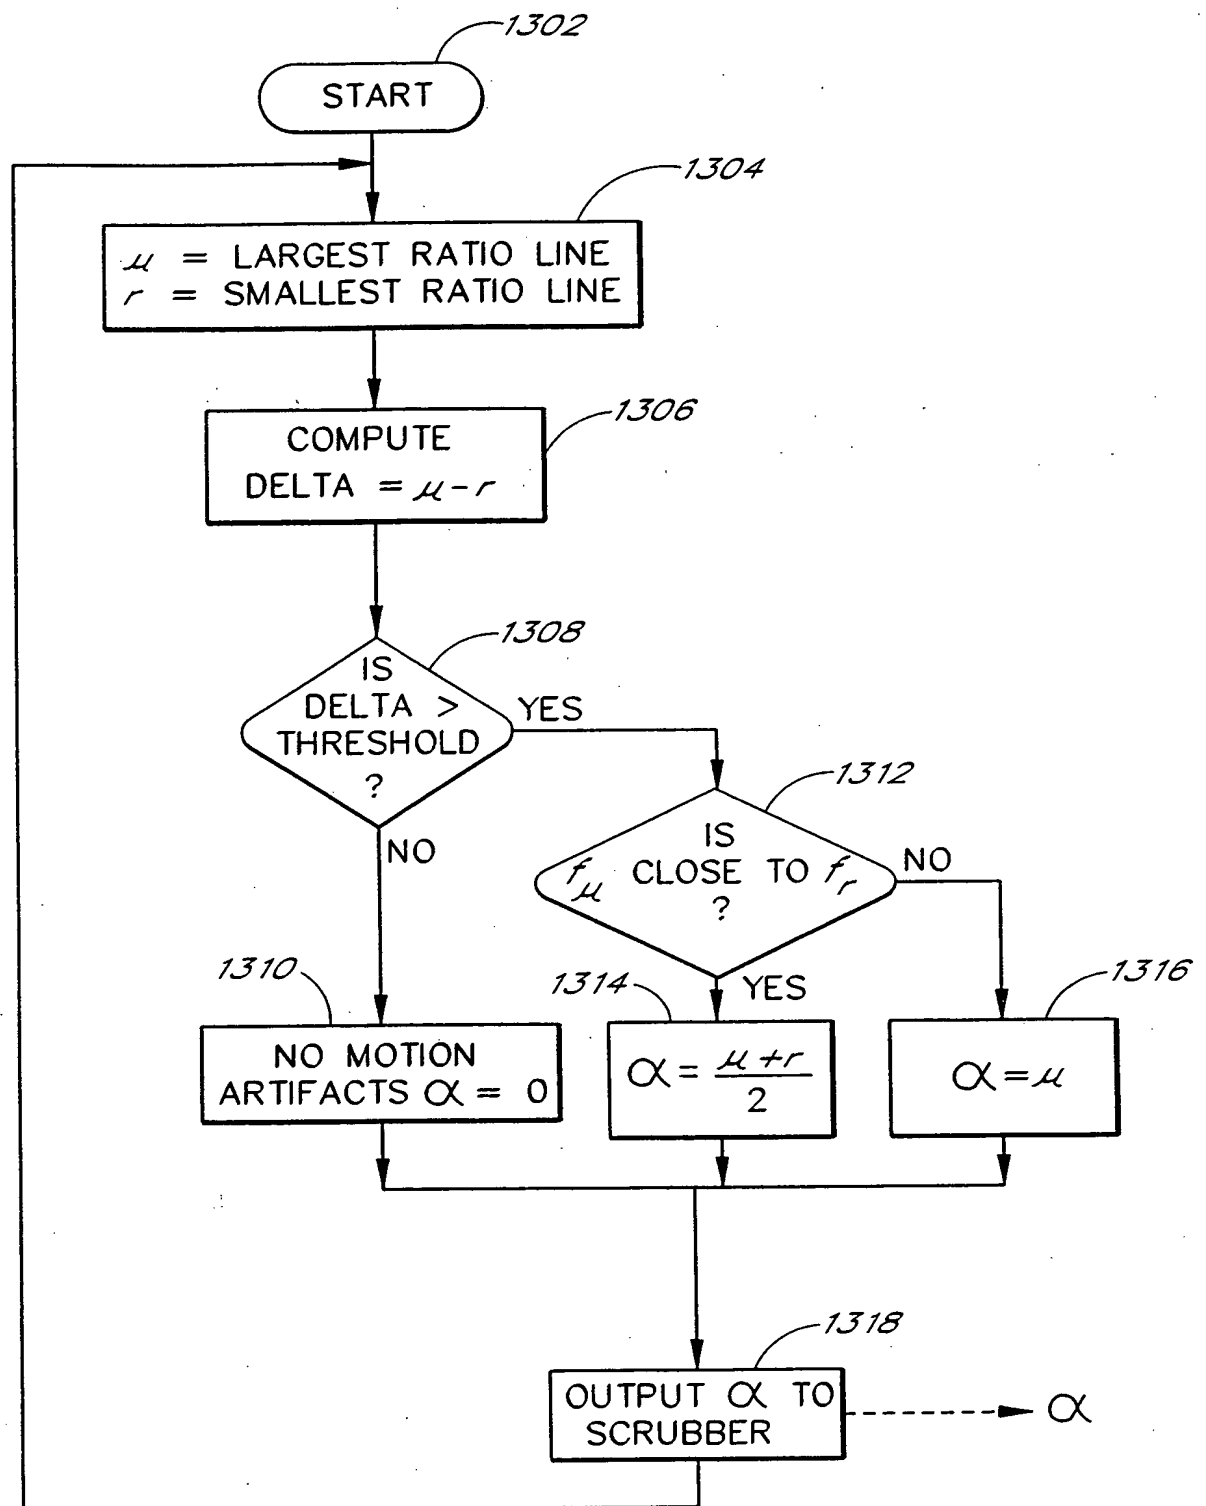 1302
START
1304
μ = LARGEST RATIO LINE
r = SMALLEST RATIO LINE
1306
COMPUTE
DELTA = μ-r
1308
IS
DELTA >
THRESHOLD
?
YES
NO
1312
IS
fμ CLOSE TO fr
?
NO
YES
1310
NO MOTION
ARTIFACTS α = 0
1314
α = μ+r
2
1316
α = μ
1318
OUTPUT α TO
SCRUBBER
α